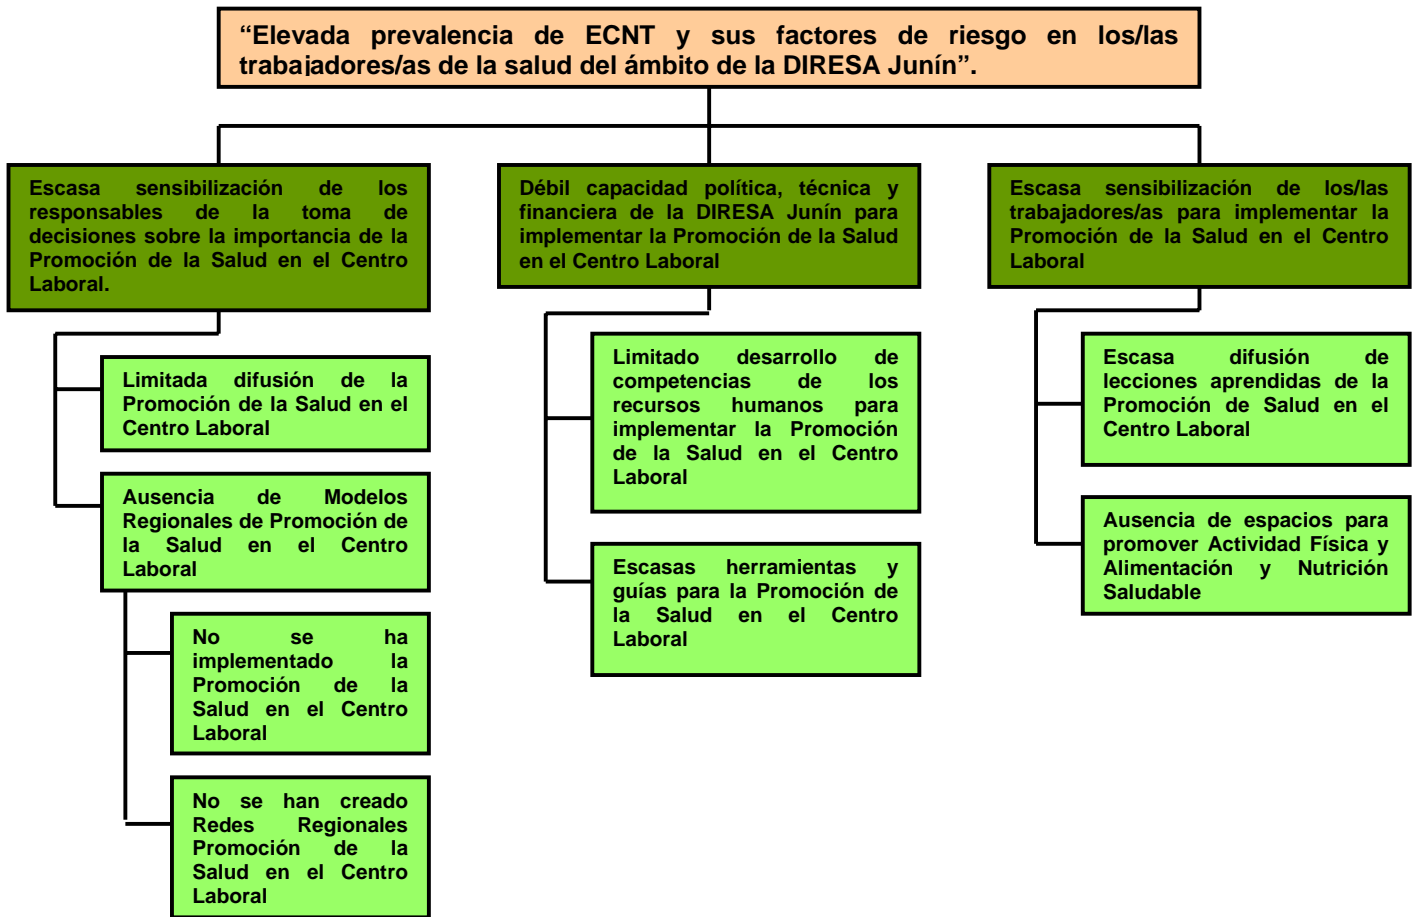 “Elevada prevalencia de ECNT y sus factores de riesgo en los/las
trabajadores/as de la salud del ámbito de la DIRESA Junín”.
Escasa sensibilización de los
responsables de la toma de
decisiones sobre la importancia de la
Promoción de la Salud en el Centro
Laboral.
Limitada difusión de la
Promoción de la Salud en el
Centro Laboral
Ausencia de Modelos
Regionales de Promoción de
la Salud en el Centro
Laboral
No se ha
implementado la
Promoción de la
Salud en el Centro
Laboral
No se han creado
Redes Regionales
Promoción de la
Salud en el Centro
Laboral
Débil capacidad política, técnica y
financiera de la DIRESA Junín para
implementar la Promoción de la Salud
en el Centro Laboral
Limitado desarrollo de
competencias de los
recursos humanos para
implementar la Promoción
de la Salud en el Centro
Laboral
Escasas herramientas y
guías para la Promoción de
la Salud en el Centro
Laboral
Escasa sensibilización de los/las
trabajadores/as para implementar la
Promoción de la Salud en el Centro
Laboral
Escasa difusión de
lecciones aprendidas de la
Promoción de Salud en el
Centro Laboral
Ausencia de espacios para
promover Actividad Física y
Alimentación y Nutrición
Saludable